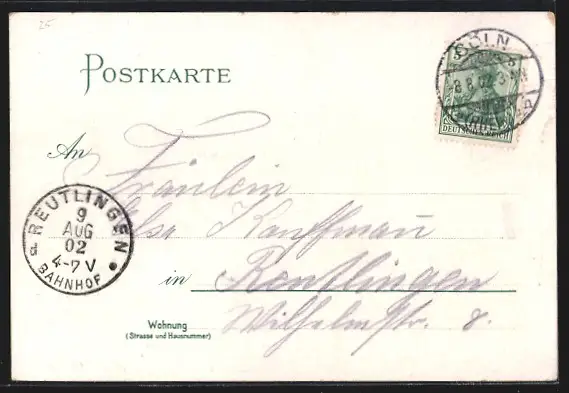 25
POSTKARTE
CÖLN
8.8.02.3-
DEUTSCHES REICH
An
Fräulein
Else Kauffmann
in Reutlingen
Wilhelmstr. 8.
REUTLINGEN
9
AUG
02
4-7 V
BAHNHOF
Wohnung
(Strasse und Hausnummer)